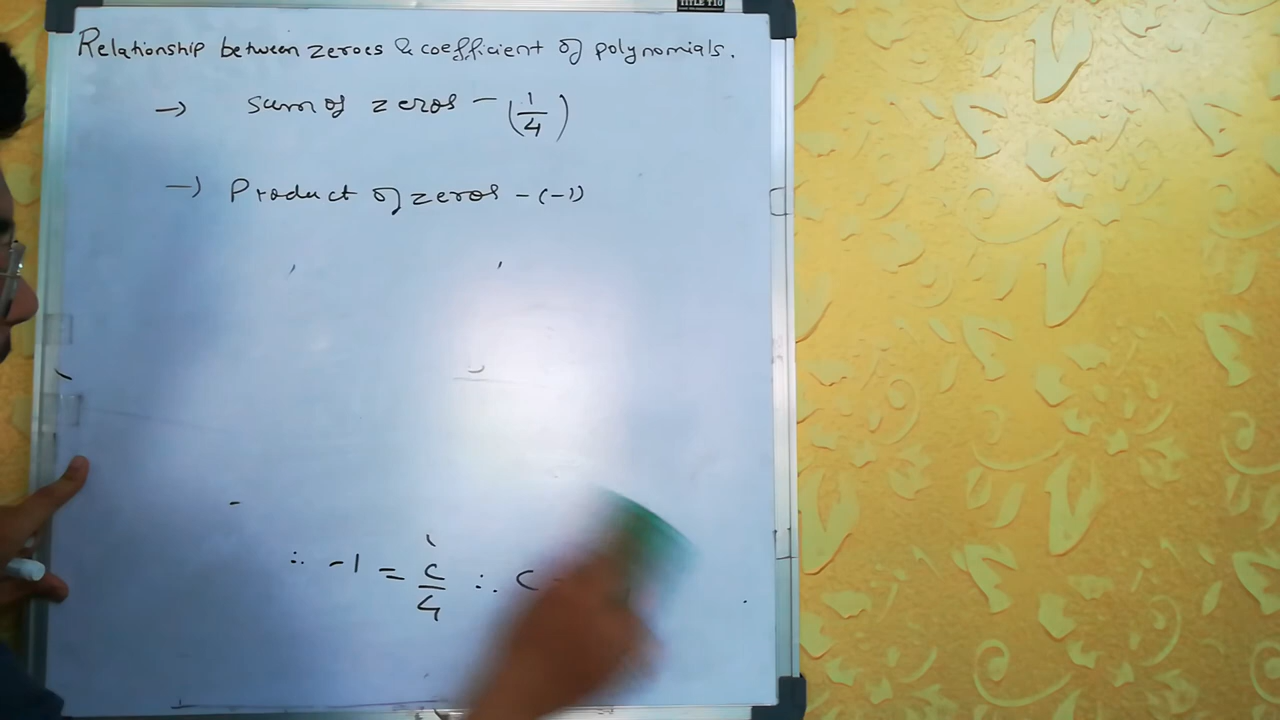 Relationship between zeroes & coefficient of polynomials.
→ Sum of zeros - (1/4)
→ Product of zeros - (-1)
∴ -1 = c/4 ∴ c